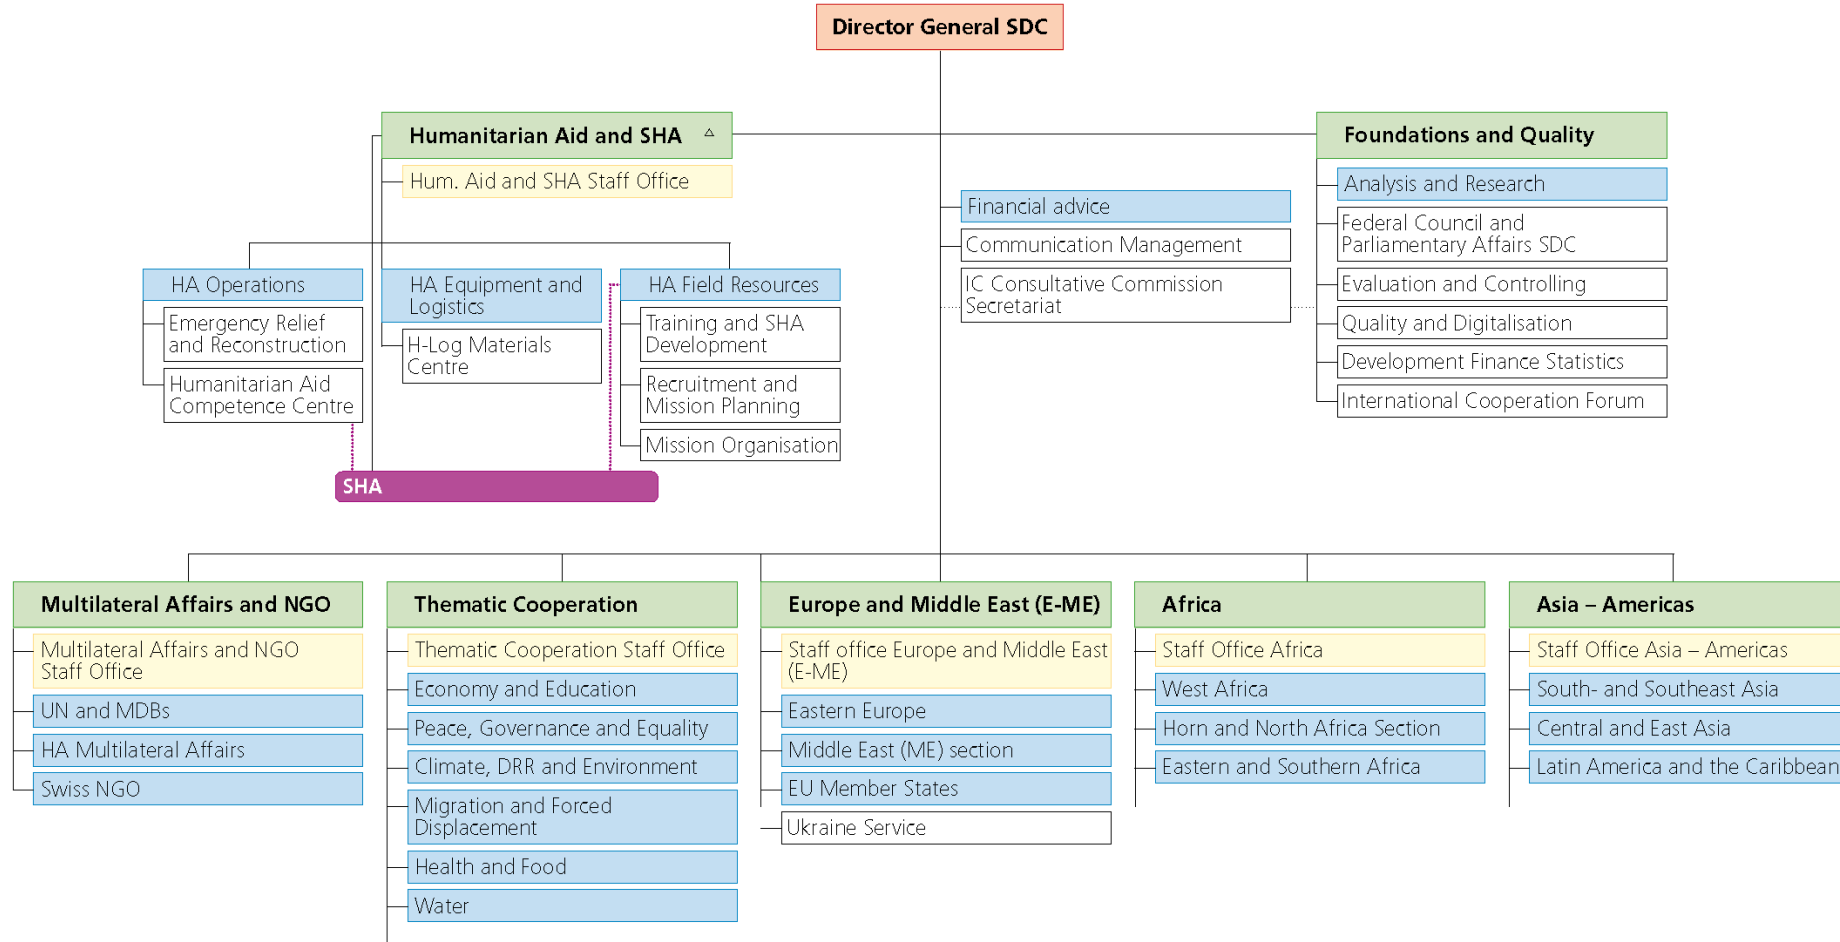 Director General SDC
Humanitarian Aid and SHA △
Hum. Aid and SHA Staff Office
HA Operations
Emergency Relief
and Reconstruction
Humanitarian Aid
Competence Centre
HA Equipment and
Logistics
H-Log Materials
Centre
HA Field Resources
Training and SHA
Development
Recruitment and
Mission Planning
Mission Organisation
SHA
Financial advice
Communication Management
IC Consultative Commission
Secretariat
Foundations and Quality
Analysis and Research
Federal Council and
Parliamentary Affairs SDC
Evaluation and Controlling
Quality and Digitalisation
Development Finance Statistics
International Cooperation Forum
Multilateral Affairs and NGO
Multilateral Affairs and NGO
Staff Office
UN and MDBs
HA Multilateral Affairs
Swiss NGO
Thematic Cooperation
Thematic Cooperation Staff Office
Economy and Education
Peace, Governance and Equality
Climate, DRR and Environment
Migration and Forced
Displacement
Health and Food
Water
Europe and Middle East (E-ME)
Staff office Europe and Middle East
(E-ME)
Eastern Europe
Middle East (ME) section
EU Member States
Ukraine Service
Africa
Staff Office Africa
West Africa
Horn and North Africa Section
Eastern and Southern Africa
Asia – Americas
Staff Office Asia – Americas
South- and Southeast Asia
Central and East Asia
Latin America and the Caribbean